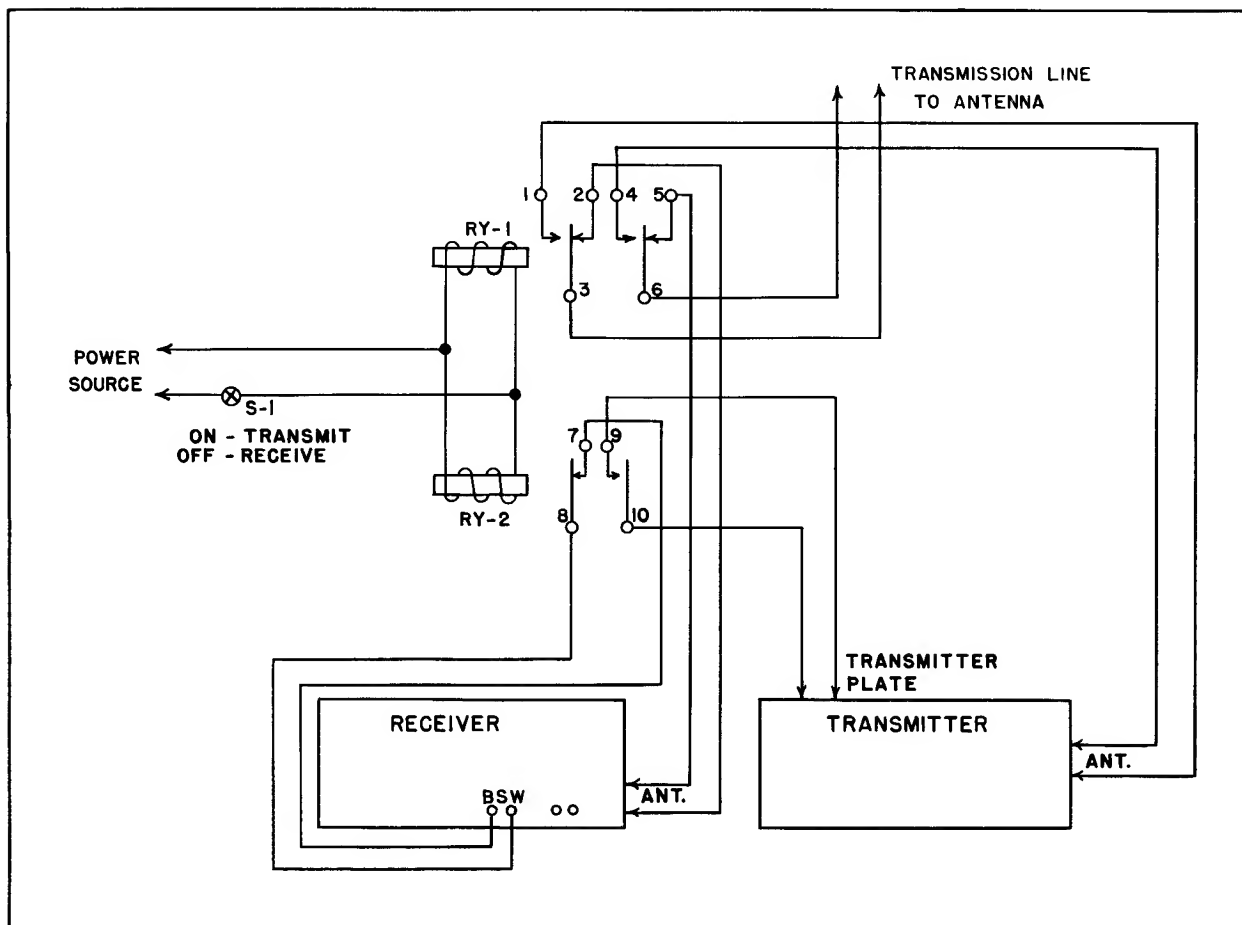 TRANSMISSION LINE
TO ANTENNA
1 2 4 5
RY-1
3 6
POWER
SOURCE
S-1
ON - TRANSMIT
OFF - RECEIVE
7 9
RY-2
8 10
TRANSMITTER
PLATE
RECEIVER
TRANSMITTER
ANT.
BSW
ANT.